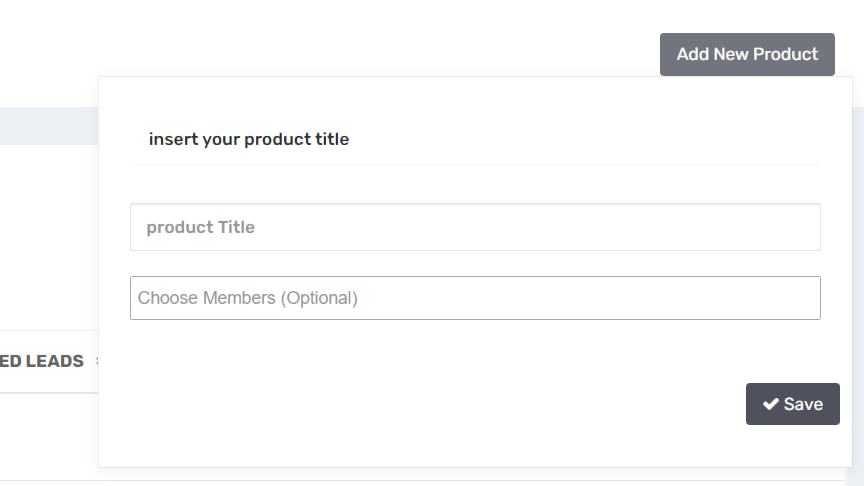 Add New Product
insert your product title
product Title
Choose Members (Optional)
ED LEADS
Save